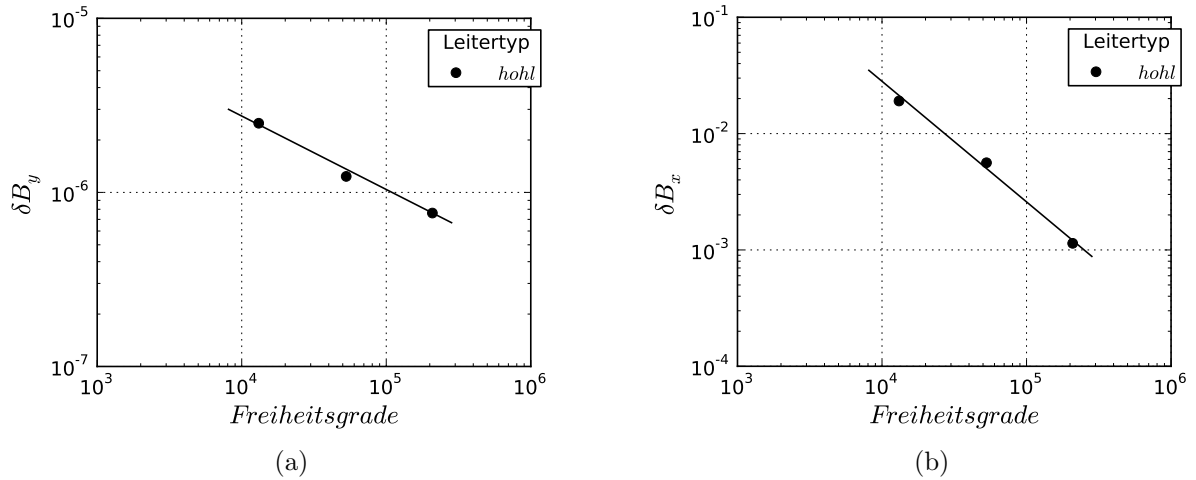 10^-5
Leitertyp
hohl
δB_y
10^-6
10^-7
10^3 10^4 10^5 10^6
Freiheitsgrade
(a)
10^-1
Leitertyp
hohl
10^-2
δB_x
10^-3
10^-4
10^3 10^4 10^5 10^6
Freiheitsgrade
(b)